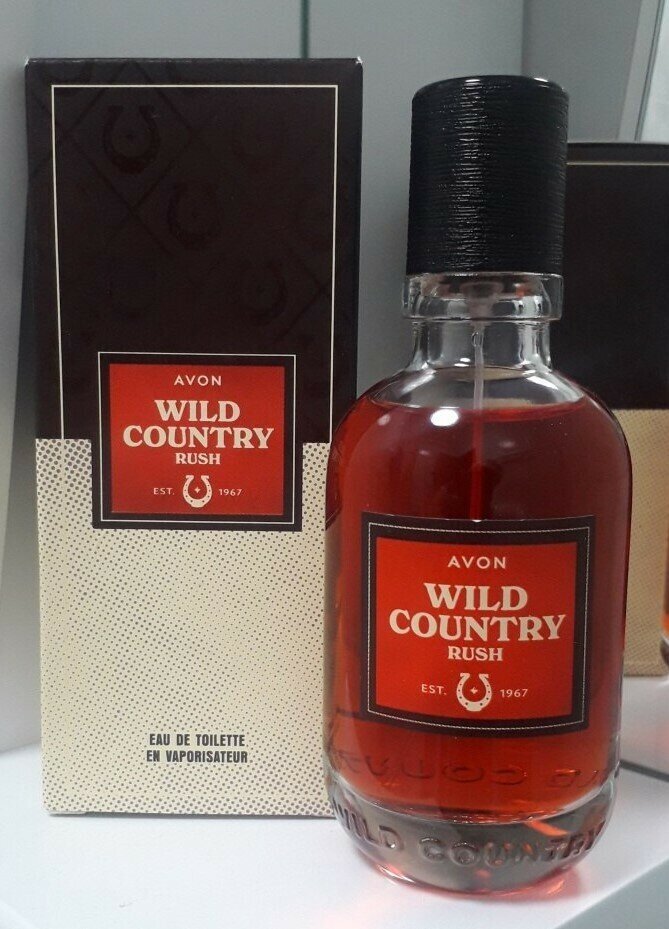 AVON
WILD
COUNTRY
RUSH
EST. 1967
EAU DE TOILETTE
EN VAPORISATEUR
AVON
WILD
COUNTRY
RUSH
EST. 1967
WILD COUNTRY